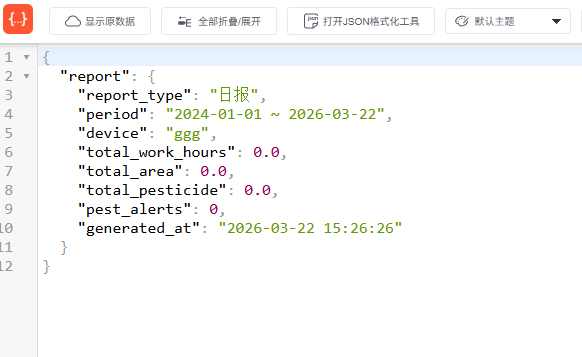 {...} 显示原数据 全部折叠/展开 json 打开JSON格式化工具 默认主题
1 {
2 "report": {
3 "report_type": "日报",
4 "period": "2024-01-01 ~ 2026-03-22",
5 "device": "ggg",
6 "total_work_hours": 0.0,
7 "total_area": 0.0,
8 "total_pesticide": 0.0,
9 "pest_alerts": 0,
10 "generated_at": "2026-03-22 15:26:26"
11 }
12 }